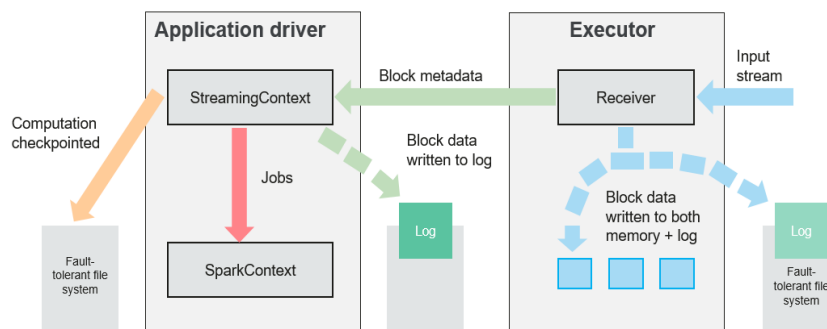 Application driver
Executor
StreamingContext
Block metadata
Receiver
Input
stream
Computation
checkpointed
Jobs
Block data
written to log
Log
Block data
written to both
memory + log
Log
Fault-
tolerant file
system
SparkContext
Fault-
tolerant file
system